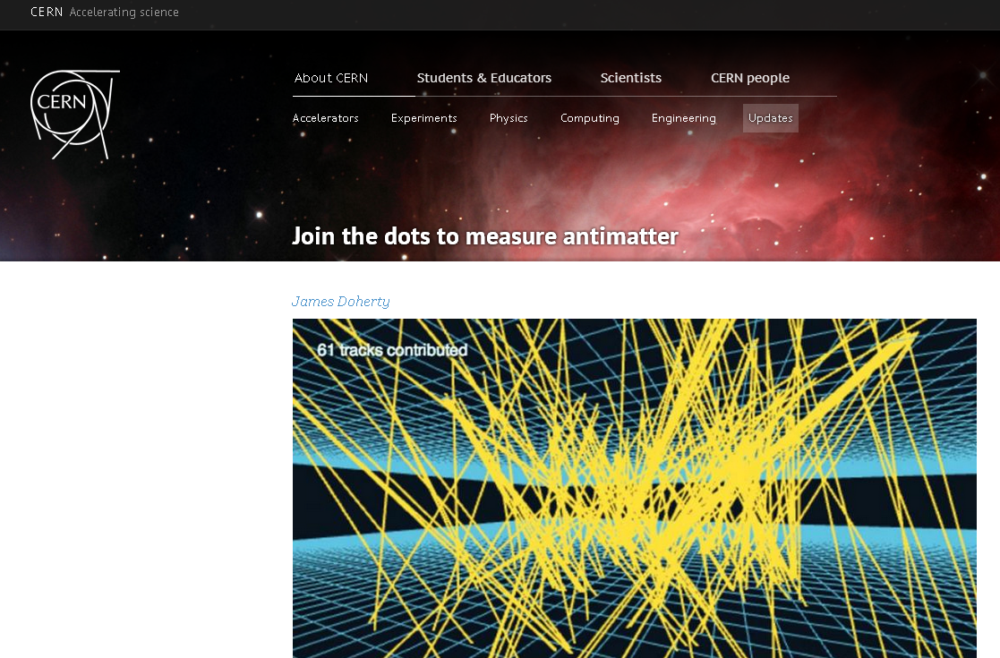 CERN Accelerating science
CERN
About CERN Students & Educators Scientists CERN people
Accelerators Experiments Physics Computing Engineering Updates
Join the dots to measure antimatter
James Doherty
61 tracks contributed